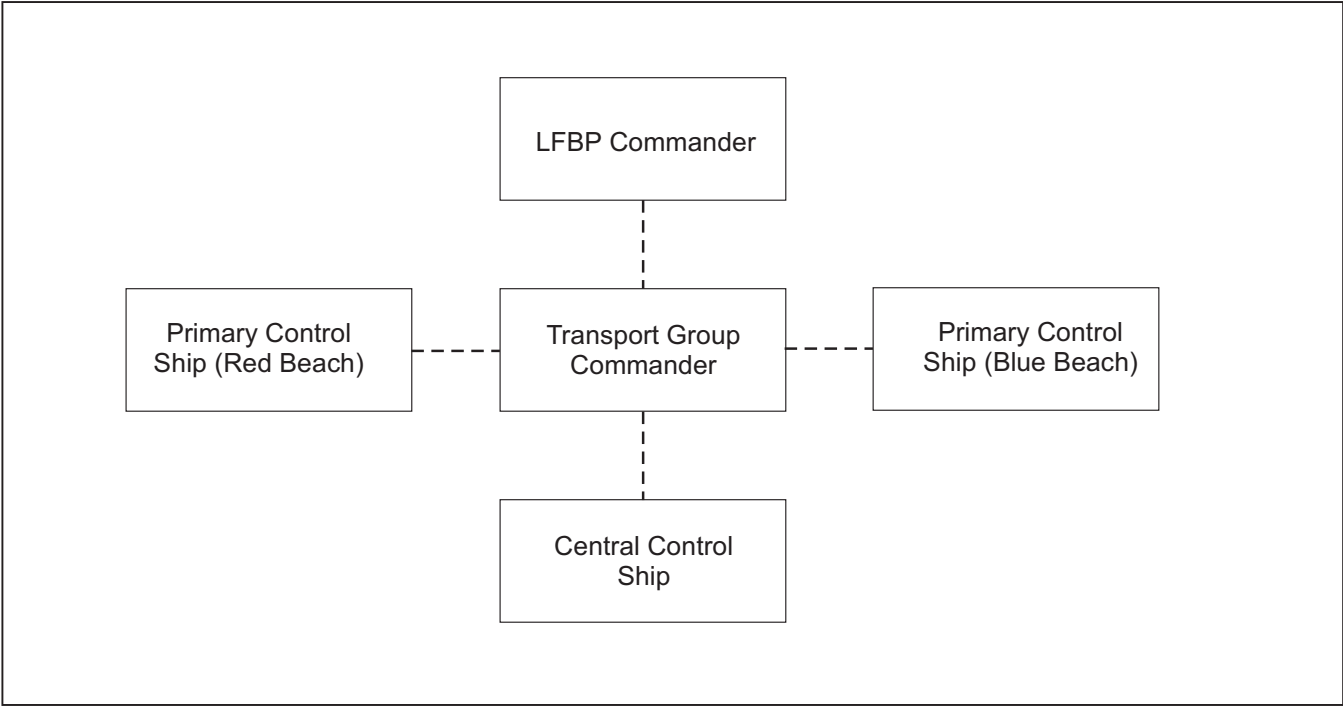 LFBP Commander
Primary Control
Ship (Red Beach)
Transport Group
Commander
Primary Control
Ship (Blue Beach)
Central Control
Ship